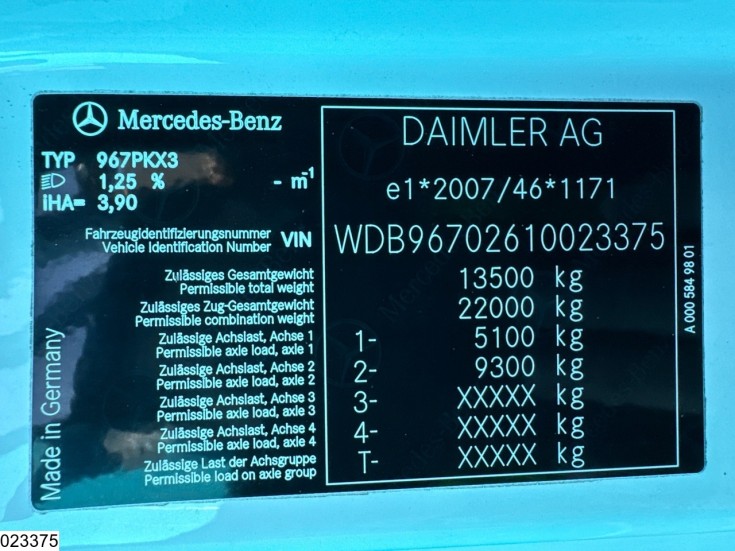 Mercedes-Benz
TYP 967PKX3
1,25 % - m-1
iHA= 3,90
DAIMLER AG
e1*2007/46*1171
Fahrzeugidentifizierungsnummer
Vehicle Identification Number VIN WDB96702610023375
Zulässiges Gesamtgewicht
Permissible total weight 13500 kg
Zulässiges Zug-Gesamtgewicht
Permissible combination weight 22000 kg
Zulässige Achslast, Achse 1
Permissible axle load, axle 1 1- 5100 kg
Zulässige Achslast, Achse 2
Permissible axle load, axle 2 2- 9300 kg
Zulässige Achslast, Achse 3
Permissible axle load, axle 3 3- XXXXX kg
Zulässige Achslast, Achse 4
Permissible axle load, axle 4 4- XXXXX kg
Zulässige Last der Achsgruppe
Permissible load on axle group T- XXXXX kg
Made in Germany
A 000 584 98 01
023375